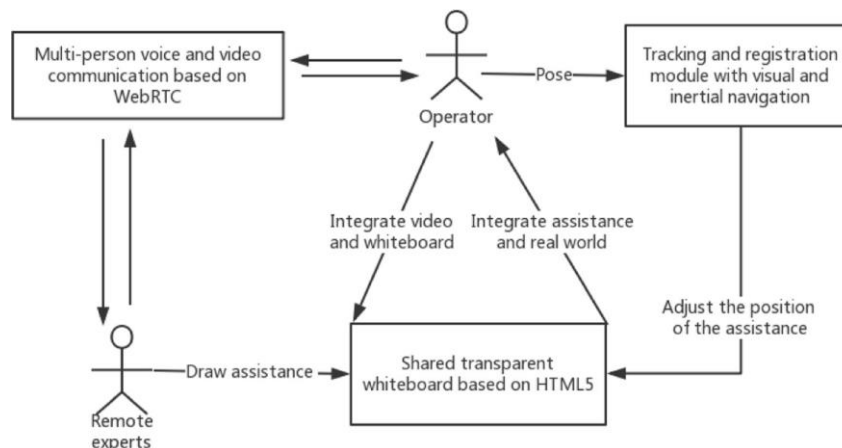 Multi-person voice and video
communication based on
WebRTC
Operator
Pose
Tracking and registration
module with visual and
inertial navigation
Integrate video
and whiteboard
Integrate assistance
and real world
Adjust the position
of the assistance
Draw assistance
Shared transparent
whiteboard based on HTML5
Remote
experts